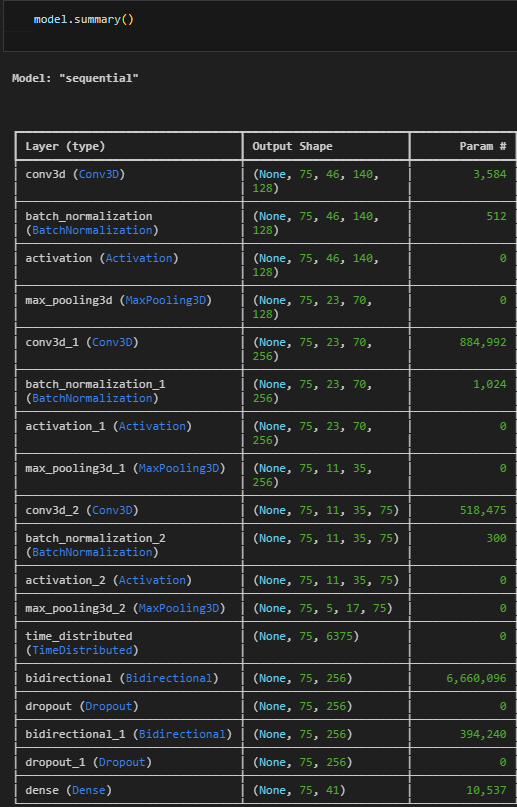 model.summary()
Model: "sequential"
Layer (type) Output Shape Param #
conv3d (Conv3D) (None, 75, 46, 140, 3,584
128)
batch_normalization (None, 75, 46, 140, 512
(BatchNormalization) 128)
activation (Activation) (None, 75, 46, 140, 0
128)
max_pooling3d (MaxPooling3D) (None, 75, 23, 70, 0
128)
conv3d_1 (Conv3D) (None, 75, 23, 70, 884,992
256)
batch_normalization_1 (None, 75, 23, 70, 1,024
(BatchNormalization) 256)
activation_1 (Activation) (None, 75, 23, 70, 0
256)
max_pooling3d_1 (MaxPooling3D) (None, 75, 11, 35, 0
256)
conv3d_2 (Conv3D) (None, 75, 11, 35, 75) 518,475
batch_normalization_2 (None, 75, 11, 35, 75) 300
(BatchNormalization)
activation_2 (Activation) (None, 75, 11, 35, 75) 0
max_pooling3d_2 (MaxPooling3D) (None, 75, 5, 17, 75) 0
time_distributed (None, 75, 6375) 0
(TimeDistributed)
bidirectional (Bidirectional) (None, 75, 256) 6,660,096
dropout (Dropout) (None, 75, 256) 0
bidirectional_1 (Bidirectional) (None, 75, 256) 394,240
dropout_1 (Dropout) (None, 75, 256) 0
dense (Dense) (None, 75, 41) 10,537